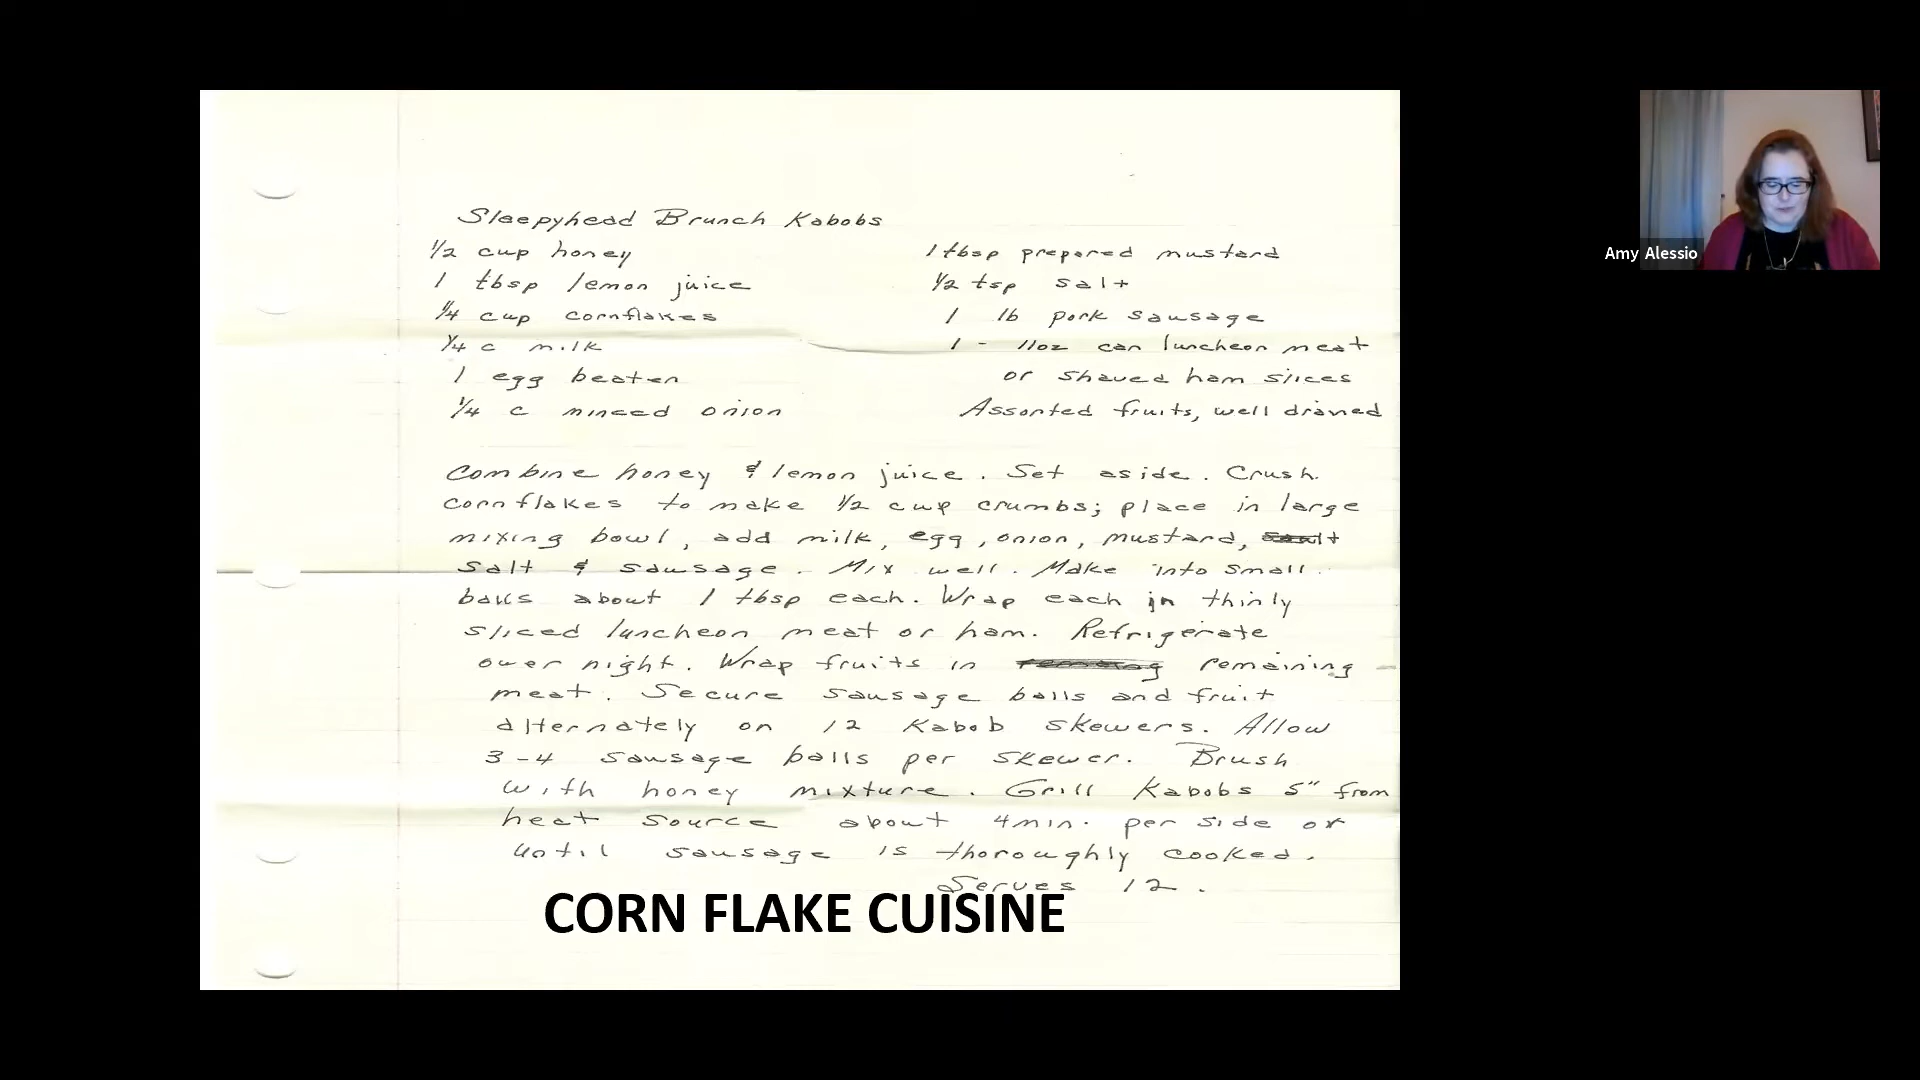 Sleepyhead Brunch Kabobs
1/2 cup honey
1 tbsp prepared mustard
1 tbsp lemon juice
1/2 tsp salt
1/4 cup cornflakes
1 lb pork sausage
1/4 c milk
1 - 11oz can luncheon meat
1 egg beaten
or shaved ham slices
1/4 c minced onion
Assorted fruits, well drained
Combine honey & lemon juice. Set aside. Crush
cornflakes to make 1/2 cup crumbs; place in large
mixing bowl, add milk, egg, onion, mustard,
salt & sausage. Mix well. Make into small
balls about 1 tbsp each. Wrap each in thinly
sliced luncheon meat or ham. Refrigerate
over night. Wrap fruits in remaining
meat. Secure sausage balls and fruit
alternately on 12 Kabob skewers. Allow
3-4 sausage balls per skewer. Brush
with honey mixture. Grill Kabobs 5" from
heat source about 4min. per side or
until sausage is thoroughly cooked.
Serves 12.
CORN FLAKE CUISINE
Amy Alessio